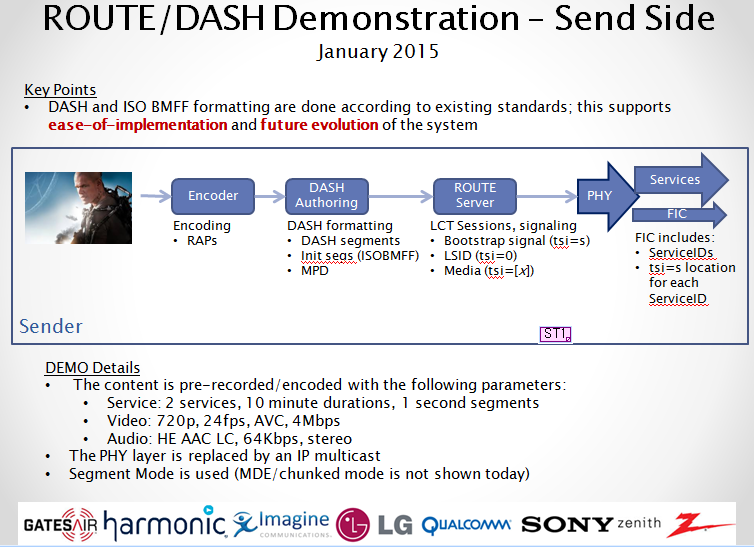 ROUTE/DASH Demonstration – Send Side
January 2015
Key Points
• DASH and ISO BMFF formatting are done according to existing standards; this supports
ease-of-implementation and future evolution of the system
Encoder
DASH
Authoring
ROUTE
Server
PHY
Services
FIC
Encoding
• RAPs
DASH formatting
• DASH segments
• Init segs (ISOBMFF)
• MPD
LCT Sessions, signaling
• Bootstrap signal (tsi=s)
• LSID (tsi=0)
• Media (tsi=[x])
FIC includes:
• ServiceIDs
• tsi=s location
for each
ServiceID
Sender
ST1
DEMO Details
• The content is pre-recorded/encoded with the following parameters:
• Service: 2 services, 10 minute durations, 1 second segments
• Video: 720p, 24fps, AVC, 4Mbps
• Audio: HE AAC LC, 64Kbps, stereo
• The PHY layer is replaced by an IP multicast
• Segment Mode is used (MDE/chunked mode is not shown today)
GATESAIR harmonic Imagine COMMUNICATIONS. LG QUALCOMM SONY zenith